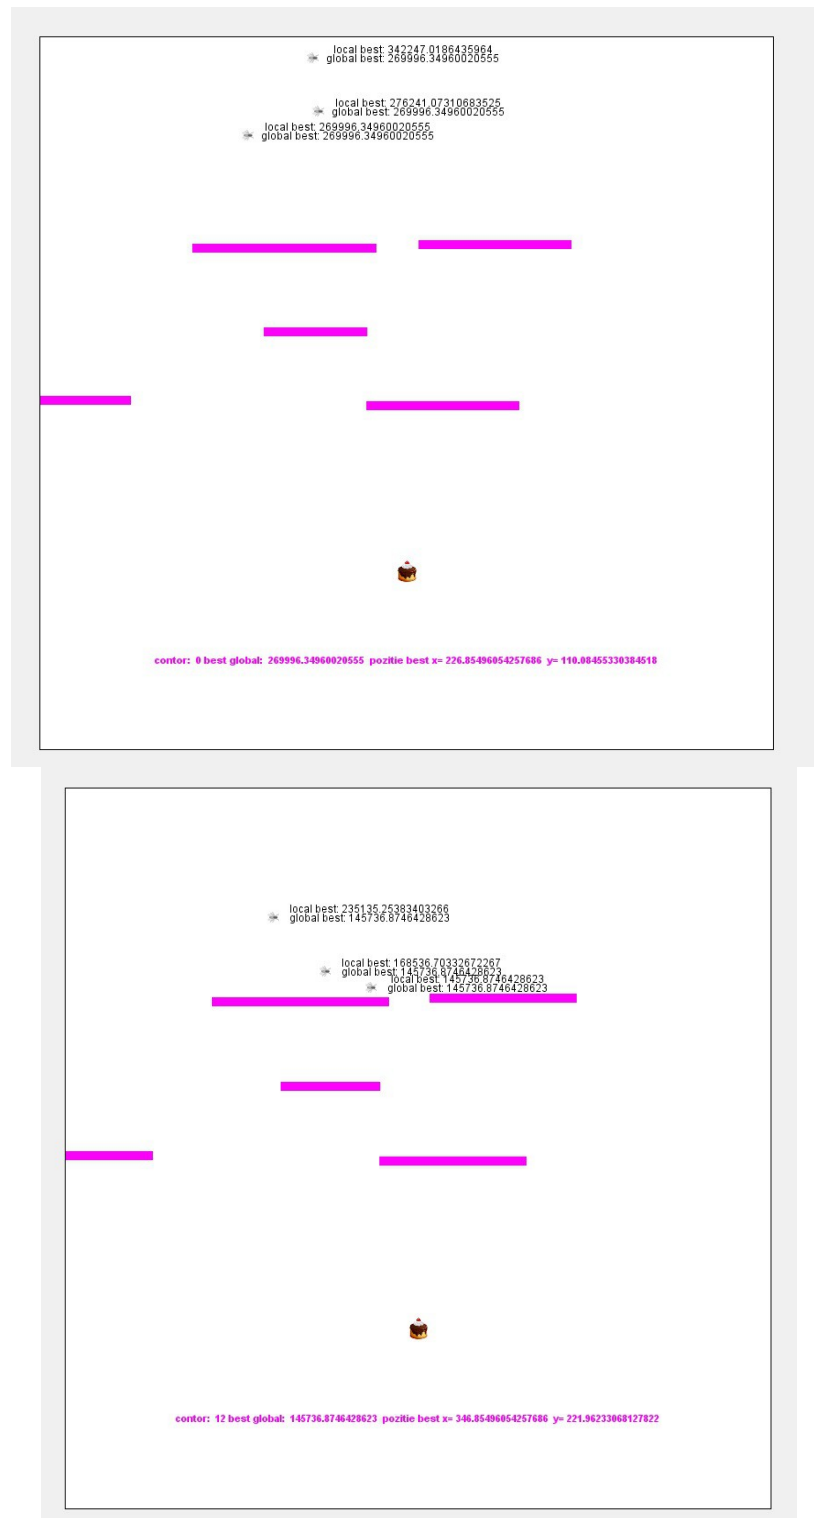 local best: 342247.0186435964
global best: 269996.34960020555
local best: 276241.07310683525
global best: 269996.34960020555
local best: 269996.34960020555
global best: 269996.34960020555
contor:  0 best global:  269996.34960020555  pozitie best x= 226.85496054257686  y= 110.08455330384518
local best: 235135.25383403266
global best: 145736.8746428623
local best: 168536.70332672267
global best: 145736.8746428623
local best: 145736.8746428623
global best: 145736.8746428623
contor:  12 best global:  145736.8746428623  pozitie best x= 346.85496054257686  y= 221.96233068127822